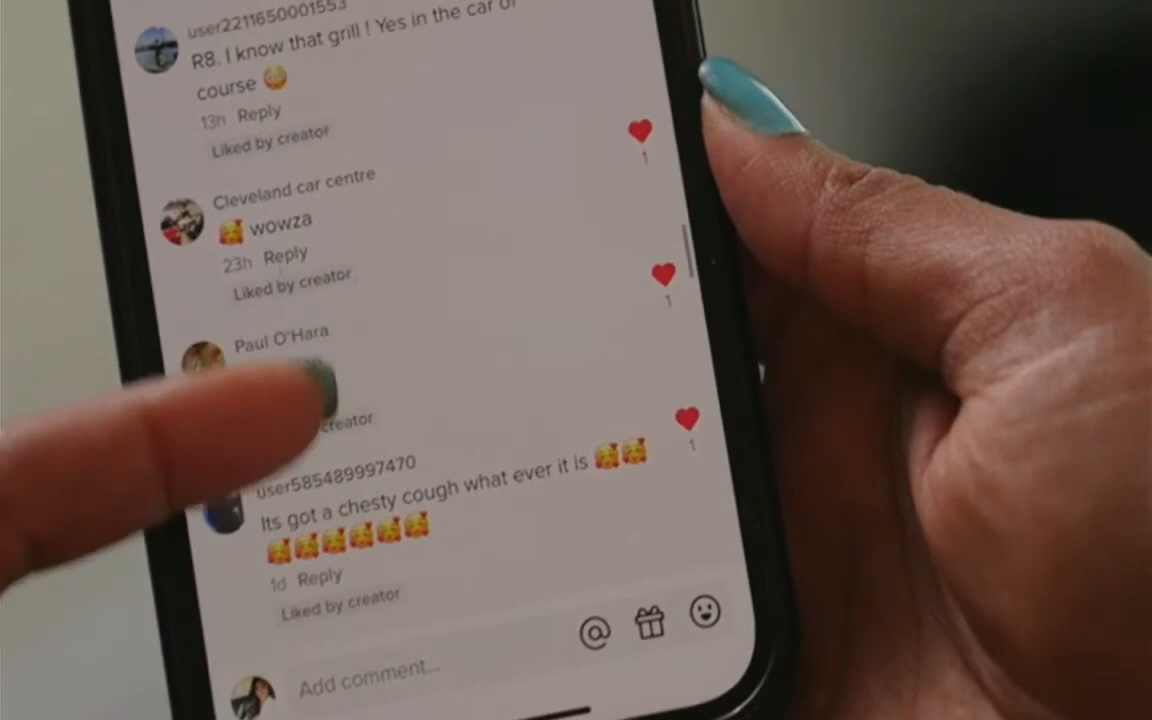 user2211650001553
R8. I know that grill ! Yes in the car of
course 😳
13h Reply
Liked by creator
1
Cleveland car centre
🥰 wowza
23h Reply
Liked by creator
1
Paul O'Hara
creator
1
user585489997470
Its got a chesty cough what ever it is 🥰🥰
🥰🥰🥰🥰🥰🥰
1d Reply
Liked by creator
Add comment...